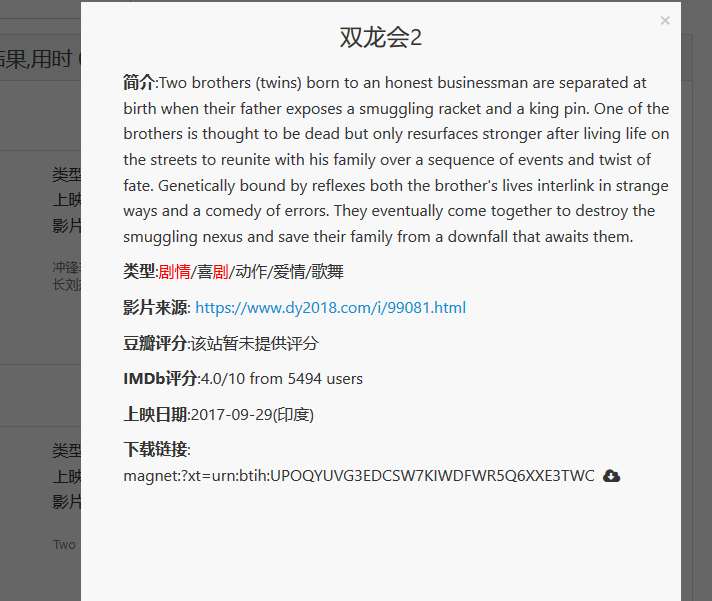 双龙会2
×
简介:Two brothers (twins) born to an honest businessman are separated at
birth when their father exposes a smuggling racket and a king pin. One of the
brothers is thought to be dead but only resurfaces stronger after living life on
the streets to reunite with his family over a sequence of events and twist of
fate. Genetically bound by reflexes both the brother's lives interlink in strange
ways and a comedy of errors. They eventually come together to destroy the
smuggling nexus and save their family from a downfall that awaits them.
类型:剧情/喜剧/动作/爱情/歌舞
影片来源: https://www.dy2018.com/i/99081.html
豆瓣评分:该站暂未提供评分
IMDb评分:4.0/10 from 5494 users
上映日期:2017-09-29(印度)
下载链接:
magnet:?xt=urn:btih:UPOQYUVG3EDCSW7KIWDFWR5Q6XXE3TWC
结果,用时
类型
上映
影片
冲锋
长刘
类型
上映
影片
Two